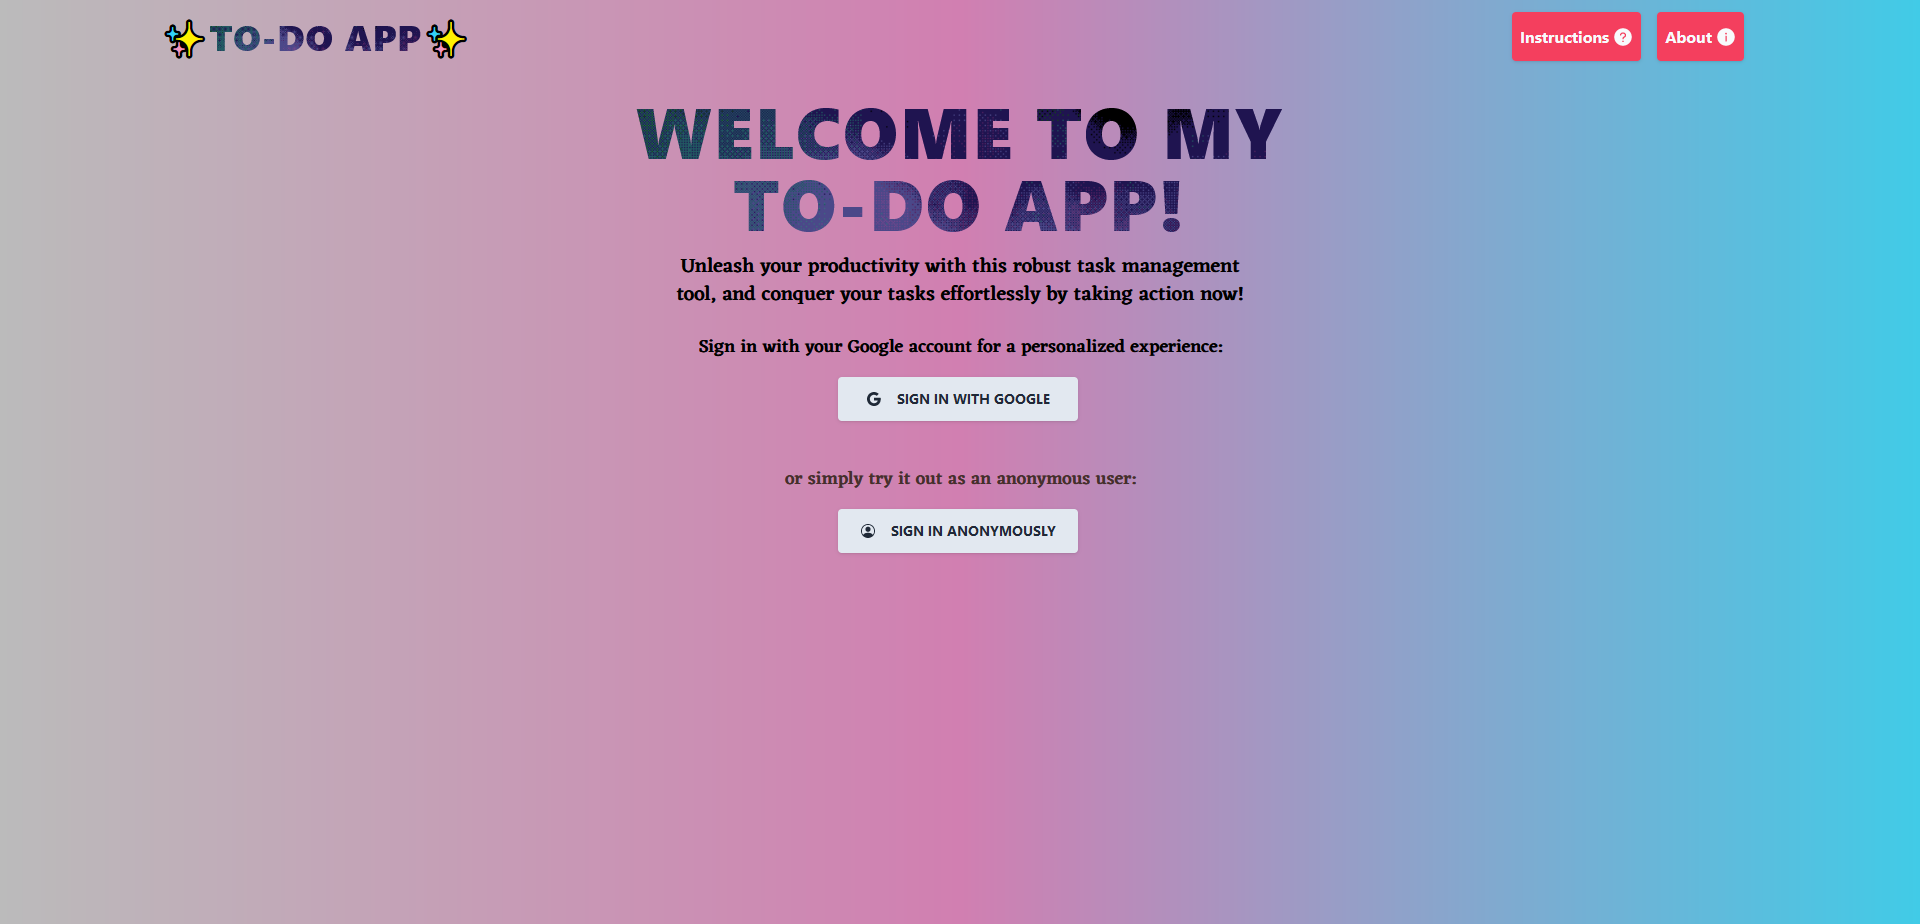 TO-DO APP
Instructions
About
WELCOME TO MY
TO-DO APP!
Unleash your productivity with this robust task management
tool, and conquer your tasks effortlessly by taking action now!
Sign in with your Google account for a personalized experience:
SIGN IN WITH GOOGLE
or simply try it out as an anonymous user:
SIGN IN ANONYMOUSLY